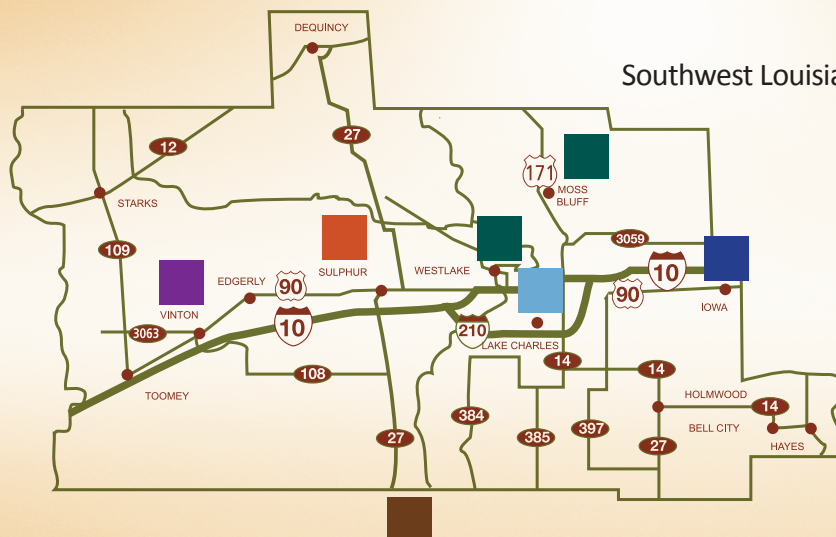 DEQUINCY
Southwest Louisia
27
12
171
MOSS
BLUFF
STARKS
109
3059
SULPHUR
WESTLAKE
10
EDGERLY
90
90
IOWA
VINTON
10
210
3063
LAKE CHARLES
14
14
108
TOOMEY
HOLMWOOD
14
384
397
BELL CITY
27
385
27
HAYES